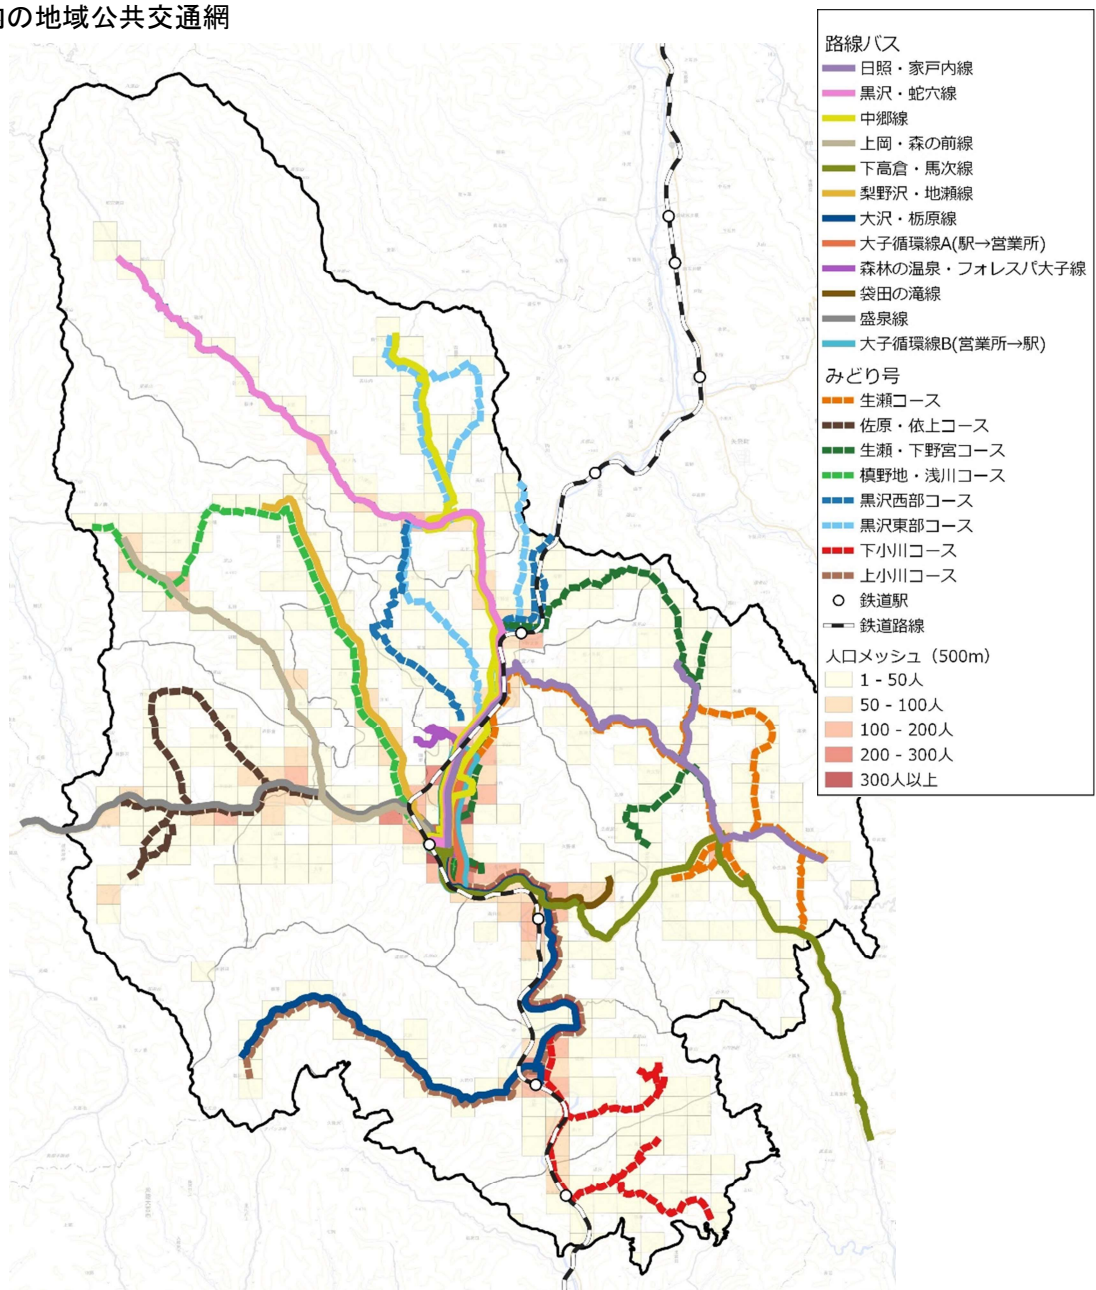 の地域公共交通網
路線バス
日照・家戸内線
黒沢・蛇穴線
中郷線
上岡・森の前線
下高倉・馬次線
梨野沢・地瀬線
大沢・栃原線
大子循環線A(駅→営業所)
森林の温泉・フォレスパ大子線
袋田の滝線
盛泉線
大子循環線B(営業所→駅)
みどり号
生瀬コース
佐原・依上コース
生瀬・下野宮コース
槙野地・浅川コース
黒沢西部コース
黒沢東部コース
下小川コース
上小川コース
鉄道駅
鉄道路線
人口メッシュ（500m）
1 - 50人
50 - 100人
100 - 200人
200 - 300人
300人以上